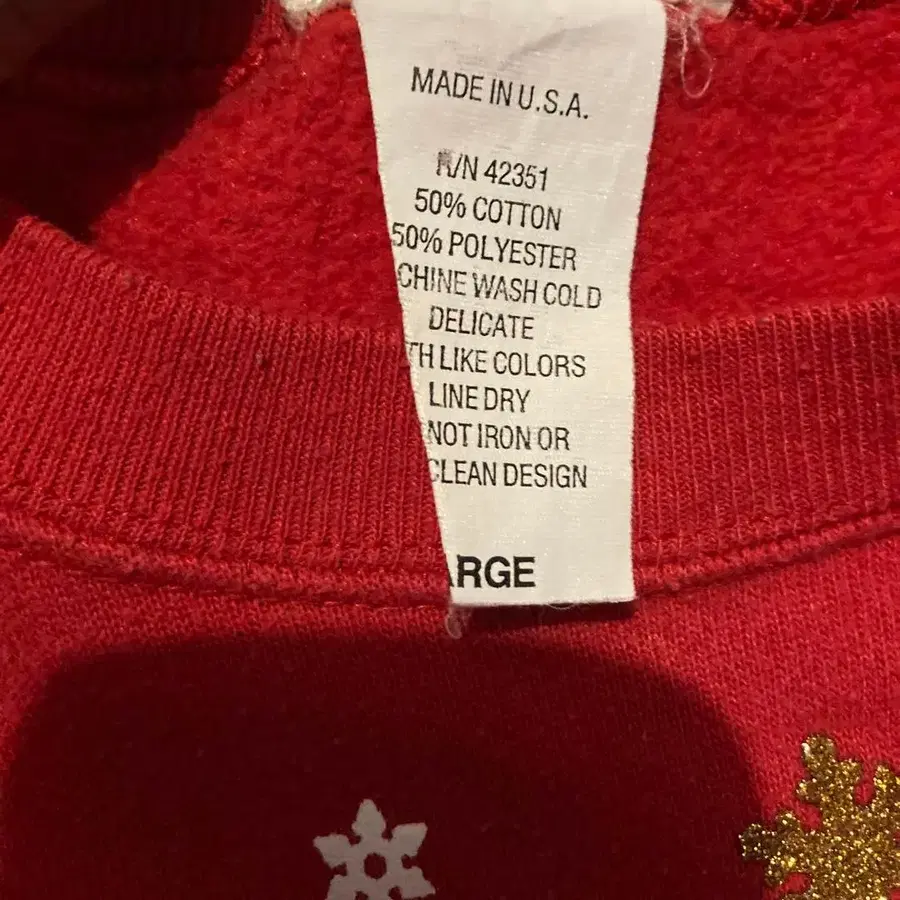 MADE IN U.S.A.
R/N 42351
50% COTTON
50% POLYESTER
CHINE WASH COLD
DELICATE
TH LIKE COLORS
LINE DRY
NOT IRON OR
CLEAN DESIGN
ARGE